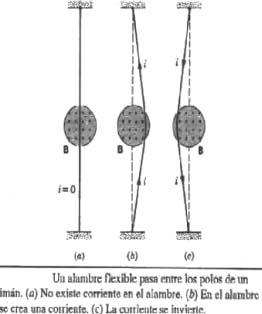 i
i
B
B
B
i = 0
i
i
(a)
(b)
(c)
Un alambre flexible pasa entre los polos de un
imán. (a) No existe corriente en el alambre. (b) En el alambre
se crea una corriente. (c) La corriente se invierte.